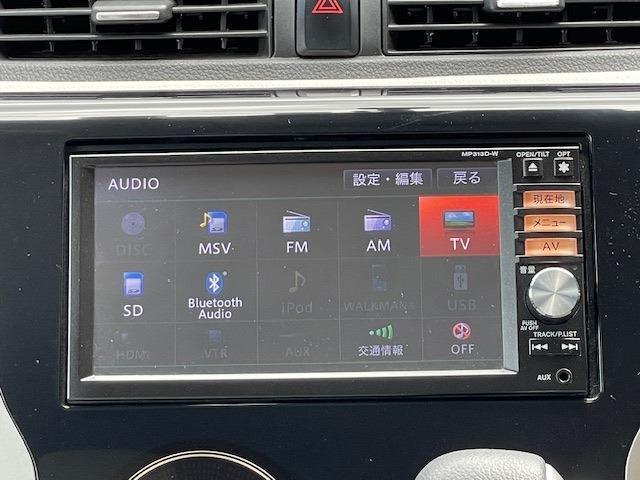 MP313D-W
OPEN/TILT OPT
AUDIO 設定・編集 戻る
現在地
メニュー
AV
DISC MSV FM AM TV
音量
SD Bluetooth Audio iPod WALKMAN USB
PUSH
AV OFF
TRACK/P.LIST
HDMI VTR AUX 交通情報 OFF
AUX